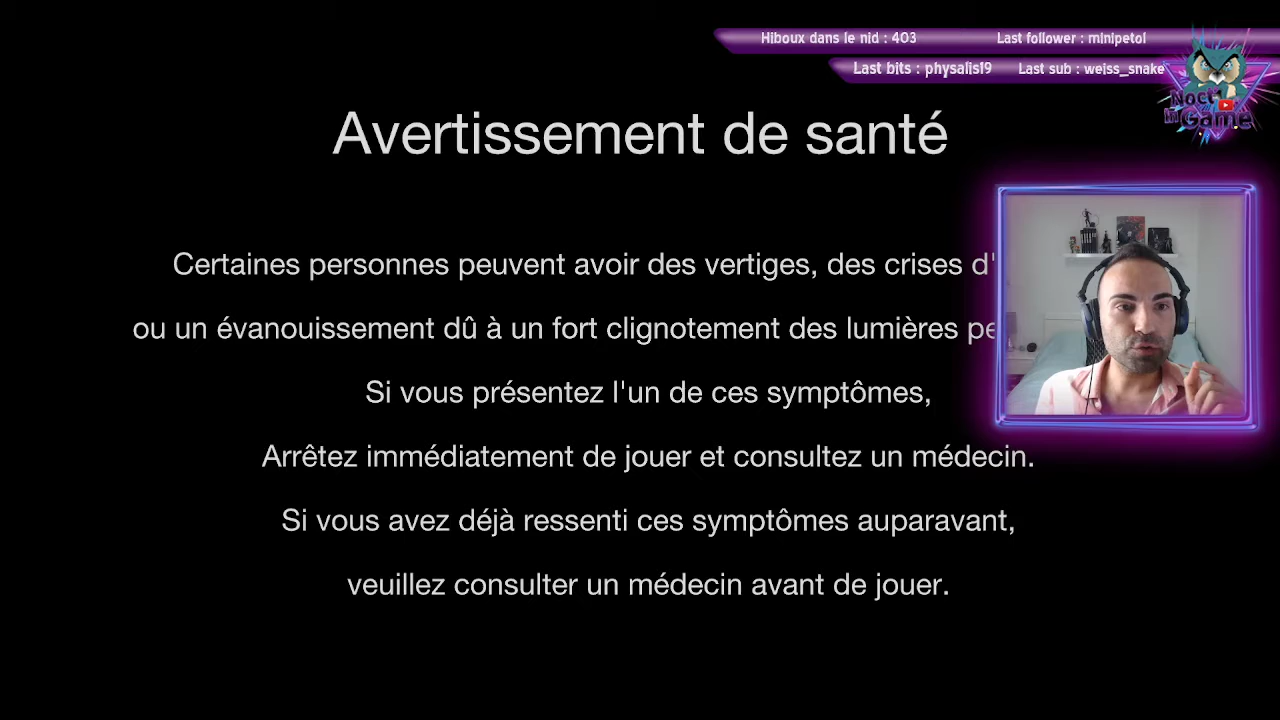 Hiboux dans le nid : 403
Last follower : minipetol
Last bits : physalis19
Last sub : weiss_snake
Noct
In Game
Avertissement de santé
Certaines personnes peuvent avoir des vertiges, des crises d'
ou un évanouissement dû à un fort clignotement des lumières
Si vous présentez l'un de ces symptômes,
Arrêtez immédiatement de jouer et consultez un médecin.
Si vous avez déjà ressenti ces symptômes auparavant,
veuillez consulter un médecin avant de jouer.